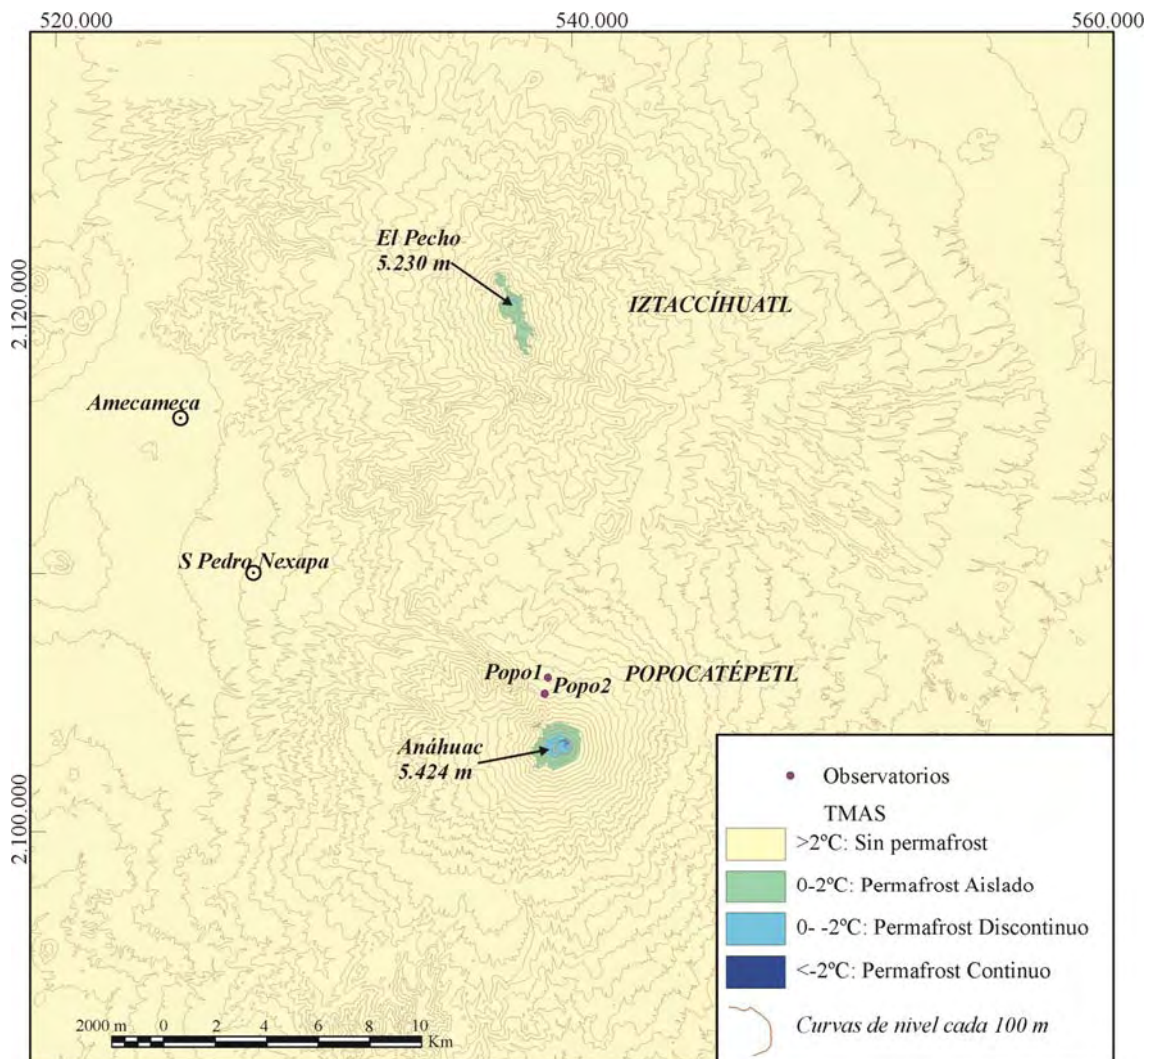 520.000 540.000 560.000
El Pecho
5.230 m
IZTACCÍHUATL
2.120.000
Amecameca
S Pedro Nexapa
Popo1
POPOCATÉPETL
Popo2
Anáhuac
5.424 m
2.100.000
Observatorios
TMAS
>2ºC: Sin permafrost
0-2ºC: Permafrost Aislado
0- -2ºC: Permafrost Discontinuo
<-2ºC: Permafrost Continuo
Curvas de nivel cada 100 m
2000 m 0 2 4 6 8 10
Km